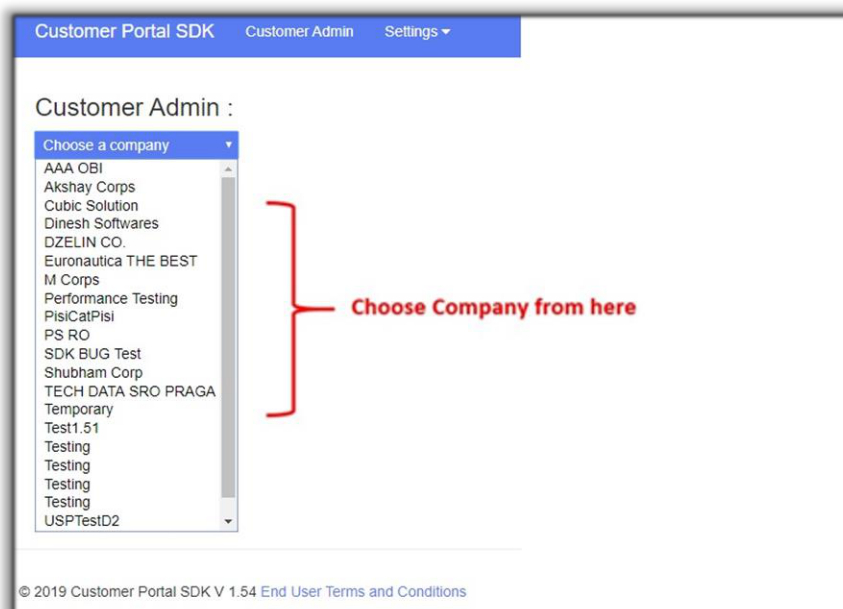 Customer Portal SDK Customer Admin Settings
Customer Admin :
Choose a company
AAA OBI
Akshay Corps
Cubic Solution
Dinesh Softwares
DZELIN CO.
Euronautica THE BEST
M Corps
Performance Testing
PisiCatPisi
PS RO
SDK BUG Test
Shubham Corp
TECH DATA SRO PRAGA
Temporary
Test1.51
Testing
Testing
Testing
Testing
USPTestD2
Choose Company from here
© 2019 Customer Portal SDK V 1.54 End User Terms and Conditions